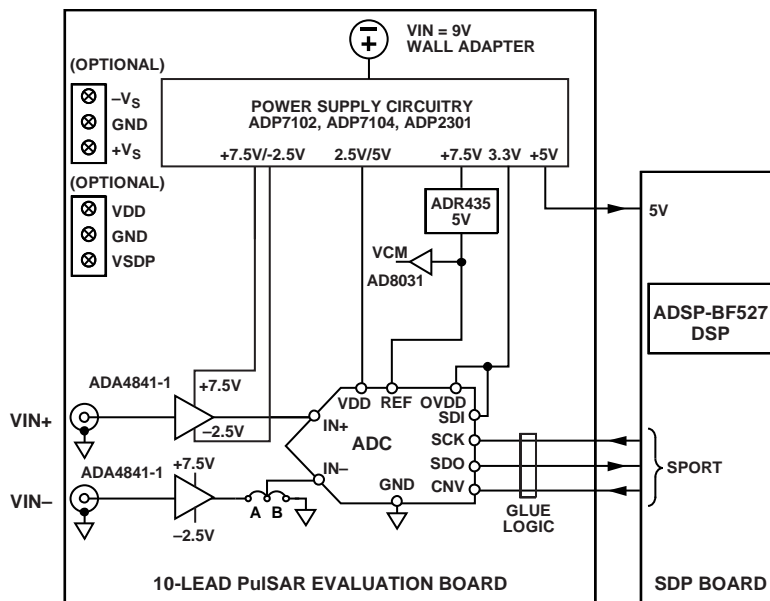 VIN = 9V
WALL ADAPTER
(OPTIONAL)
–VS
GND
+VS
POWER SUPPLY CIRCUITRY
ADP7102, ADP7104, ADP2301
+7.5V/-2.5V 2.5V/5V +7.5V 3.3V +5V
(OPTIONAL)
VDD
GND
VSDP
ADR435
5V
5V
VCM
AD8031
ADSP-BF527
DSP
ADA4841-1
+7.5V
–2.5V
VIN+
VDD REF OVDD
SDI
IN+
ADC
SCK
IN–
SDO
GND
CNV
SPORT
ADA4841-1
+7.5V
VIN–
–2.5V
A B
GLUE
LOGIC
10-LEAD PulSAR EVALUATION BOARD
SDP BOARD